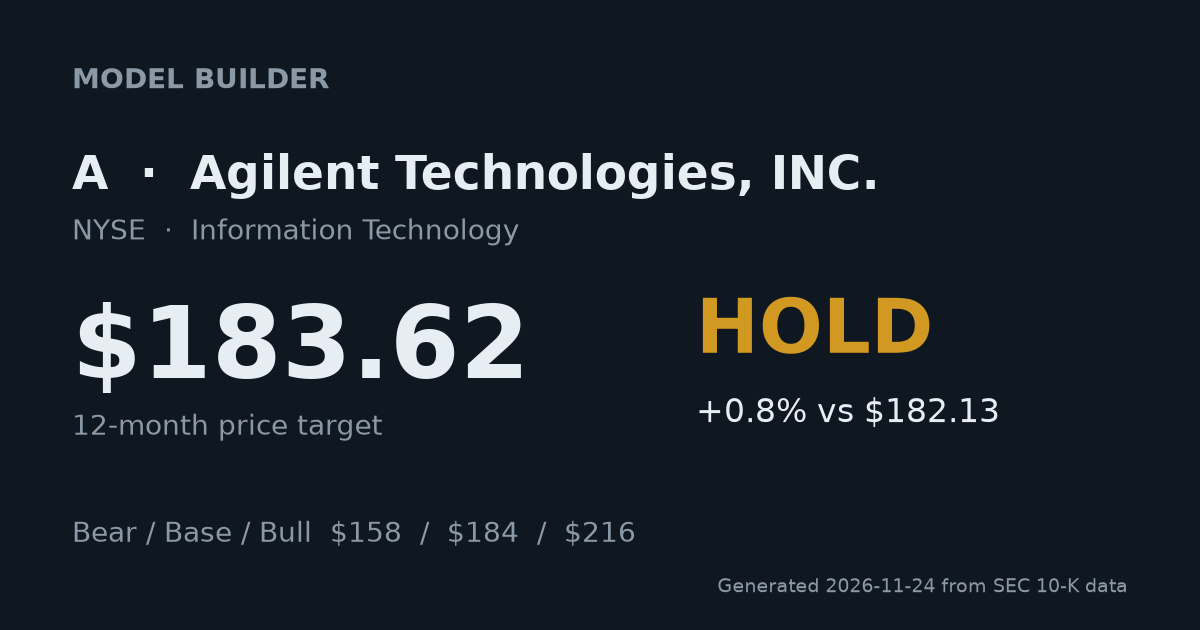 MODEL BUILDER
A · Agilent Technologies, INC.
NYSE · Information Technology
$183.62
HOLD
12-month price target
+0.8% vs $182.13
Bear / Base / Bull $158 / $184 / $216
Generated 2026-11-24 from SEC 10-K data